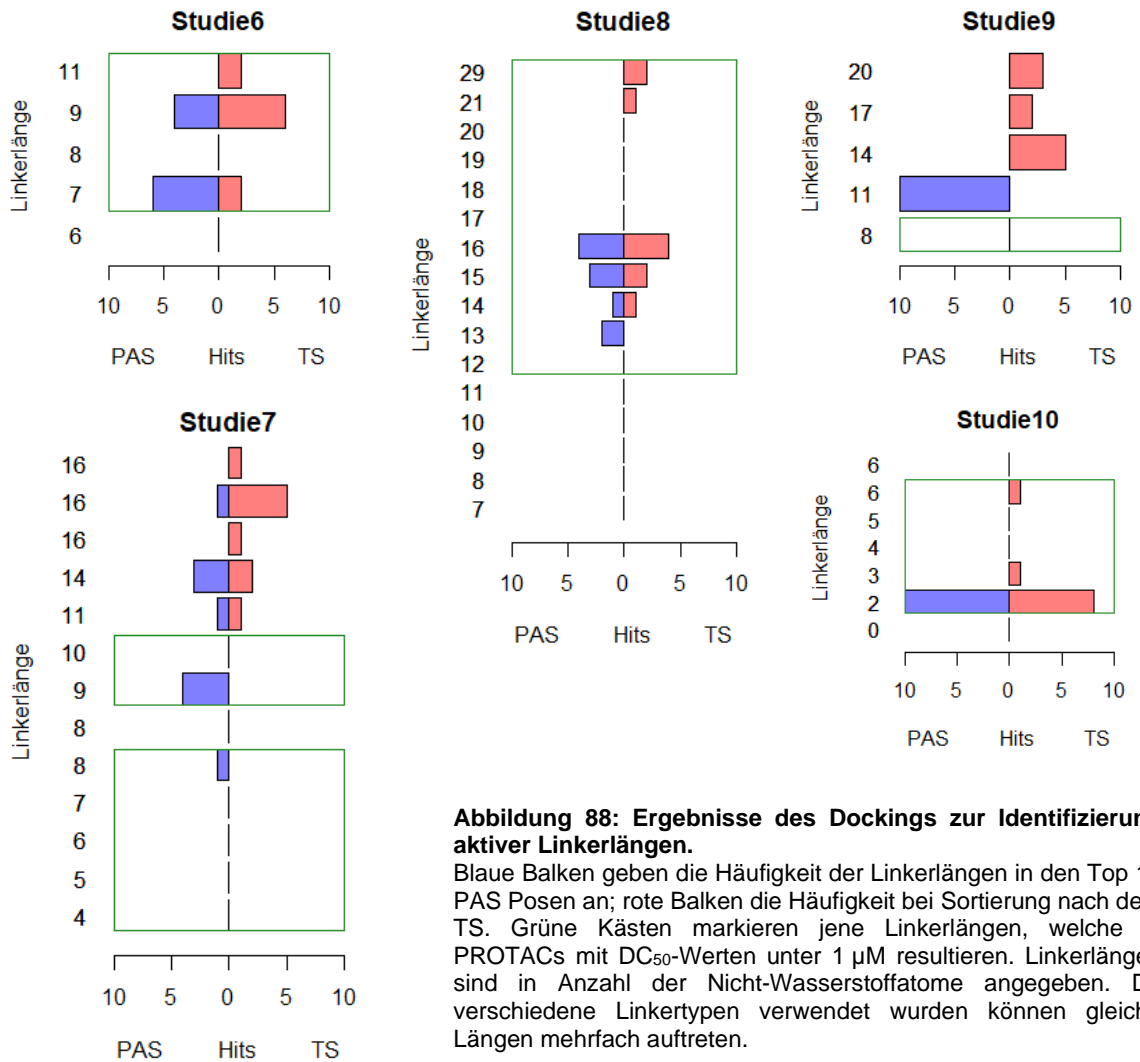 Studie6
Linkerlänge
11
9
8
7
6
10 5 0 5 10
PAS Hits TS
Studie8
Linkerlänge
29
21
20
19
18
17
16
15
14
13
12
11
10
9
8
7
10 5 0 5 10
PAS Hits TS
Studie9
Linkerlänge
20
17
14
11
8
10 5 0 5 10
PAS Hits TS
Studie7
Linkerlänge
16
16
16
14
11
10
9
8
8
7
6
5
4
10 5 0 5 10
PAS Hits TS
Studie10
Linkerlänge
6
6
5
4
3
2
0
10 5 0 5 10
PAS Hits TS
Abbildung 88: Ergebnisse des Dockings zur Identifizierun
aktiver Linkerlängen.
Blaue Balken geben die Häufigkeit der Linkerlängen in den Top 1
PAS Posen an; rote Balken die Häufigkeit bei Sortierung nach de
TS. Grüne Kästen markieren jene Linkerlängen, welche
PROTACs mit DC50-Werten unter 1 µM resultieren. Linkerlänge
sind in Anzahl der Nicht-Wasserstoffatome angegeben. D
verschiedene Linkertypen verwendet wurden können gleich
Längen mehrfach auftreten.